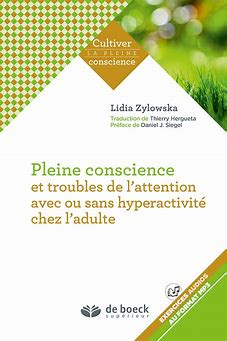 Cultiver
LA PLEINE
conscience
Lidia Zylowska
Traduction de Thierry Hergueta
Préface de Daniel J. Siegel
Pleine conscience
et troubles de l'attention
avec ou sans hyperactivité
chez l'adulte
EXERCICES AUDIOS
AU FORMAT MP3
de boeck
supérieur